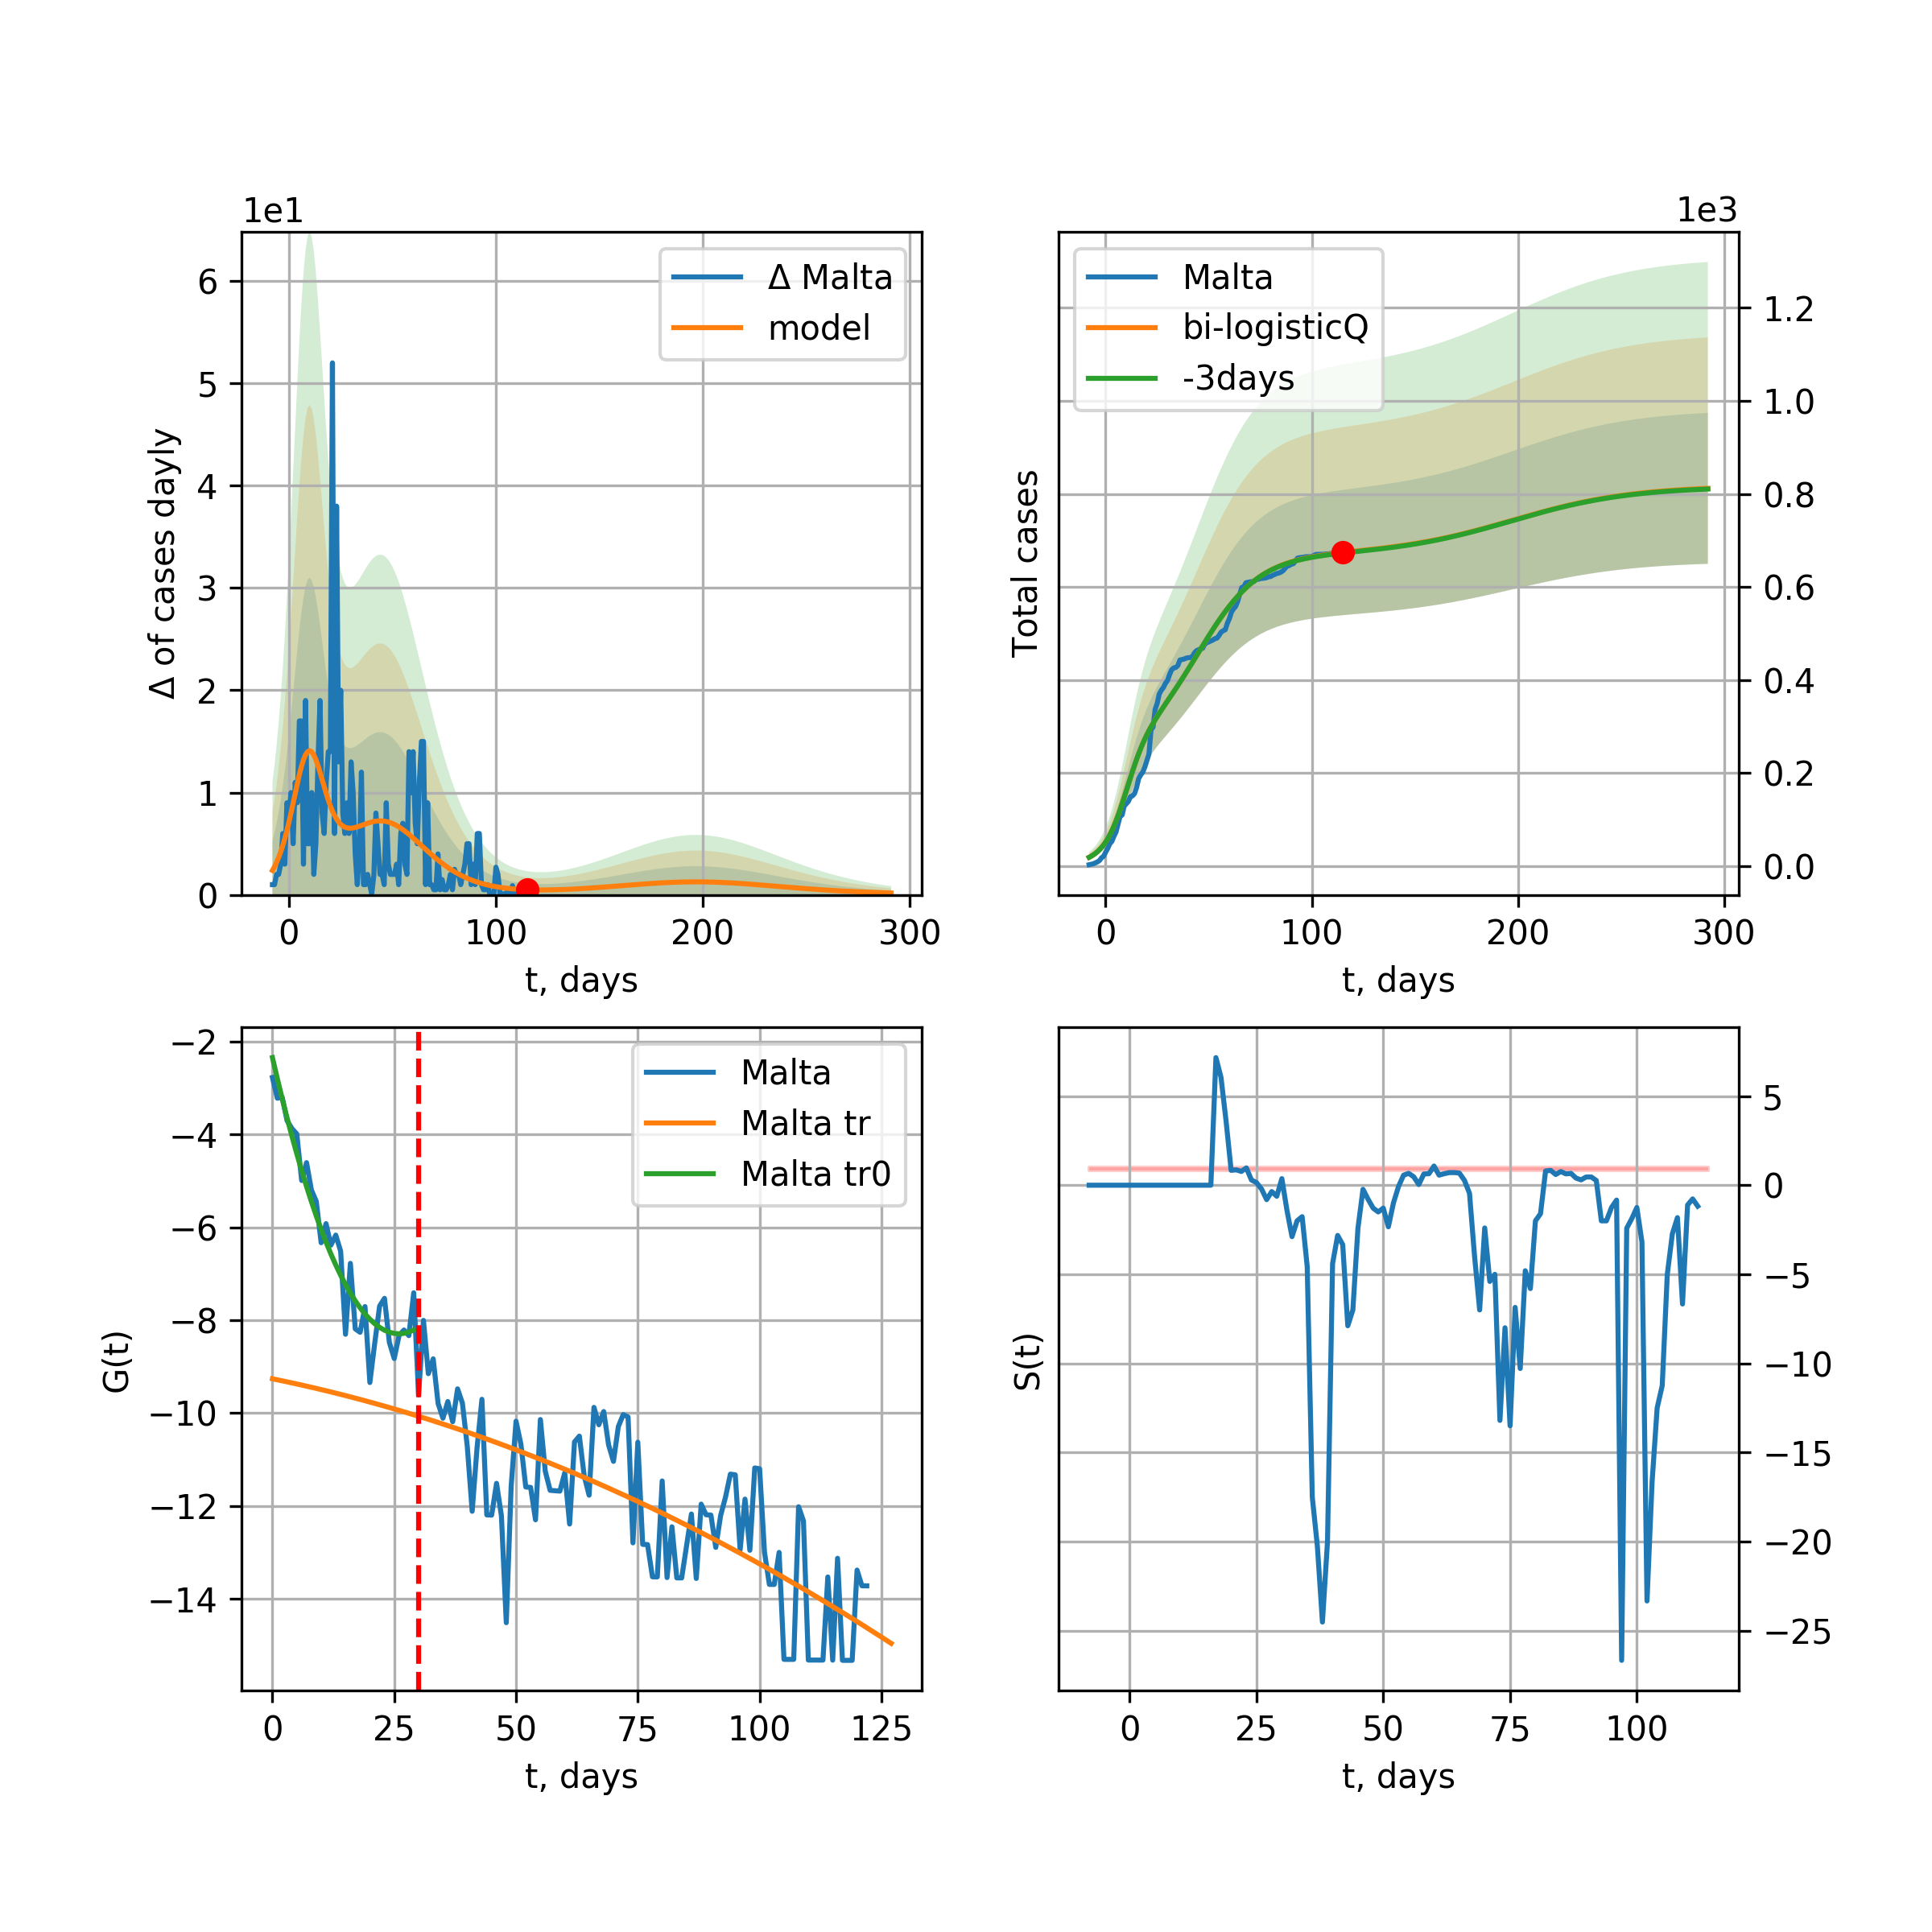 1e1
6
5
4
3
2
1
0
Δ of cases dayly
Δ Malta
model
0 100 200 300
t, days
1e3
Malta
bi-logisticQ
-3days
Total cases
1.2
1.0
0.8
0.6
0.4
0.2
0.0
0 100 200 300
t, days
−2
−4
−6
−8
−10
−12
−14
G(t)
Malta
Malta tr
Malta tr0
0 25 50 75 100 125
t, days
S(t)
5
0
−5
−10
−15
−20
−25
0 25 50 75 100
t, days